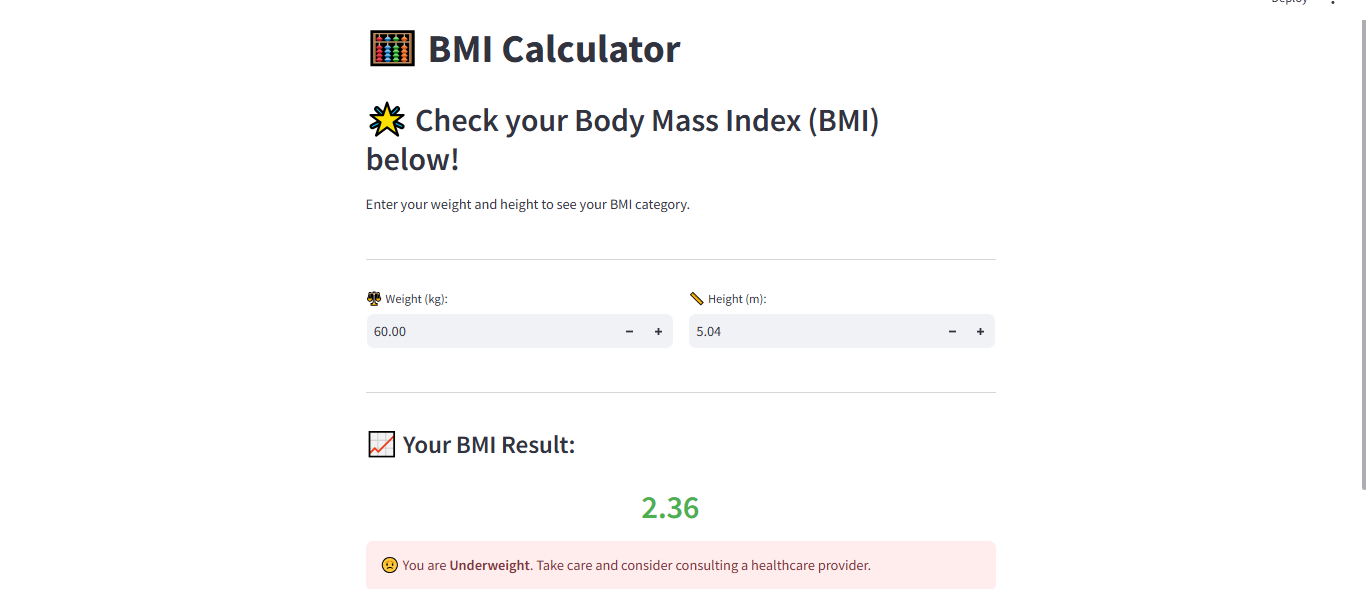 Deploy
BMI Calculator
Check your Body Mass Index (BMI)
below!
Enter your weight and height to see your BMI category.
Weight (kg):
Height (m):
60.00
5.04
Your BMI Result:
2.36
You are Underweight. Take care and consider consulting a healthcare provider.